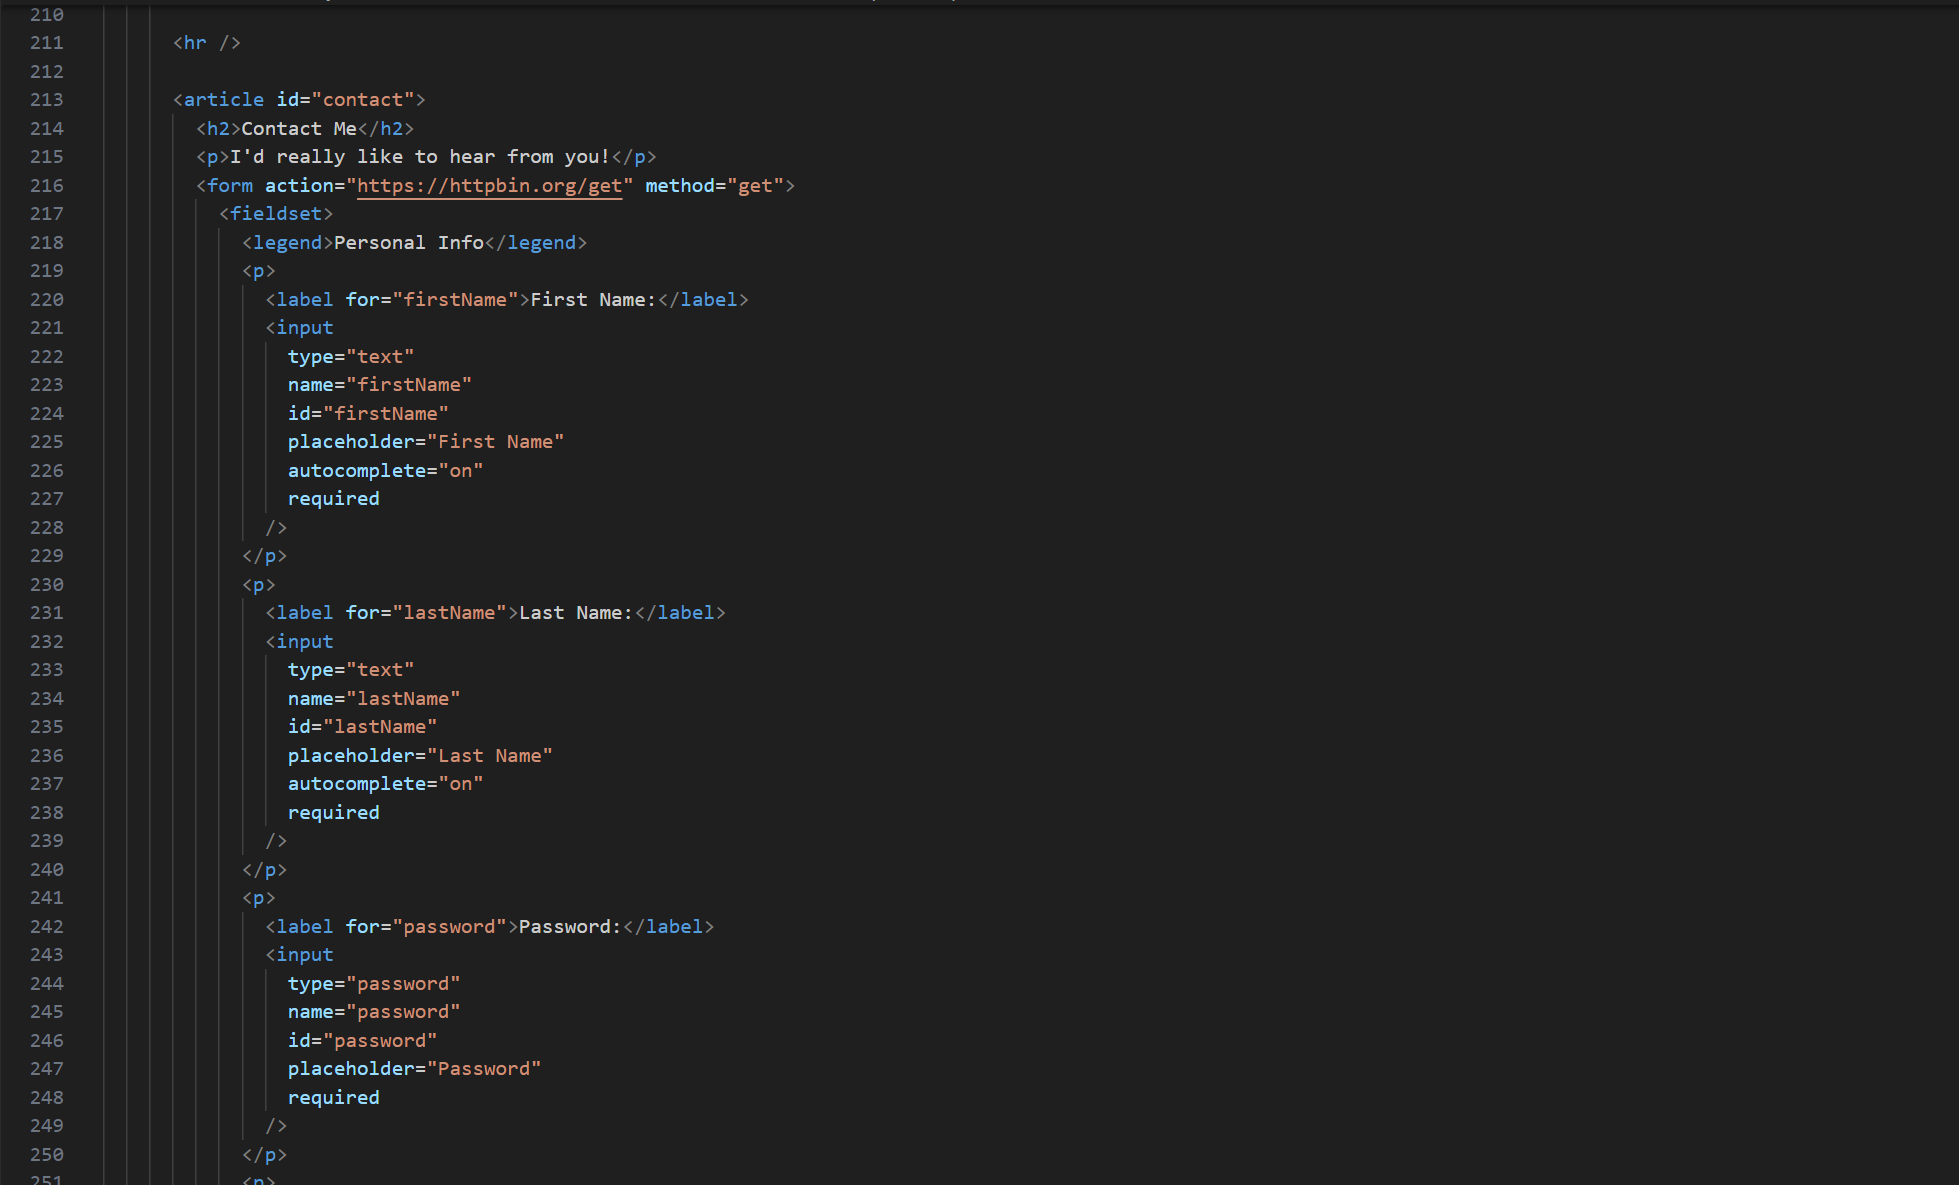 210
211 <hr />
212
213 <article id="contact">
214 <h2>Contact Me</h2>
215 <p>I'd really like to hear from you!</p>
216 <form action="https://httpbin.org/get" method="get">
217 <fieldset>
218 <legend>Personal Info</legend>
219 <p>
220 <label for="firstName">First Name:</label>
221 <input
222 type="text"
223 name="firstName"
224 id="firstName"
225 placeholder="First Name"
226 autocomplete="on"
227 required
228 />
229 </p>
230 <p>
231 <label for="lastName">Last Name:</label>
232 <input
233 type="text"
234 name="lastName"
235 id="lastName"
236 placeholder="Last Name"
237 autocomplete="on"
238 required
239 />
240 </p>
241 <p>
242 <label for="password">Password:</label>
243 <input
244 type="password"
245 name="password"
246 id="password"
247 placeholder="Password"
248 required
249 />
250 </p>
251 <p>